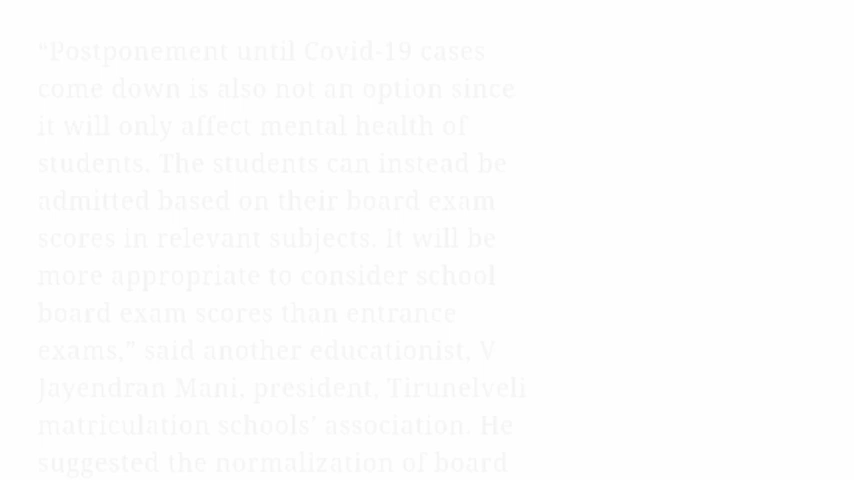 “Postponement until Covid-19 cases
come down is also not an option since
it will only affect mental health of
students. The students can instead be
admitted based on their board exam
scores in relevant subjects. It will be
more appropriate to consider school
board exam scores than entrance
exams,” said another educationist, V
Jayendran Mani, president, Tirunelveli
matriculation schools’ association. He
suggested the normalization of board